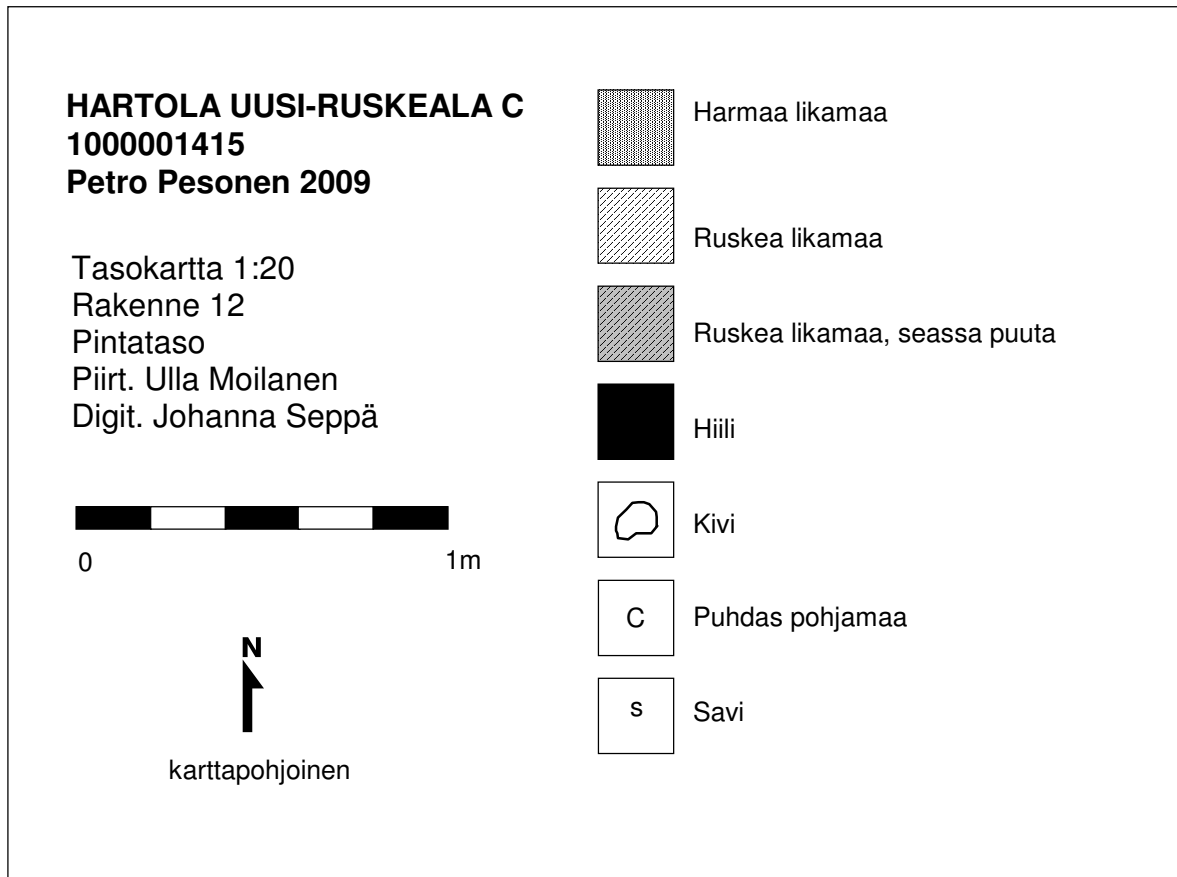 HARTOLA UUSI-RUSKEALA C
1000001415
Petro Pesonen 2009
Tasokartta 1:20
Rakenne 12
Pintataso
Piirt. Ulla Moilanen
Digit. Johanna Seppä
0 1m
N
karttapohjoinen
Harmaa likamaa
Ruskea likamaa
Ruskea likamaa, seassa puuta
Hiili
Kivi
C Puhdas pohjamaa
s Savi